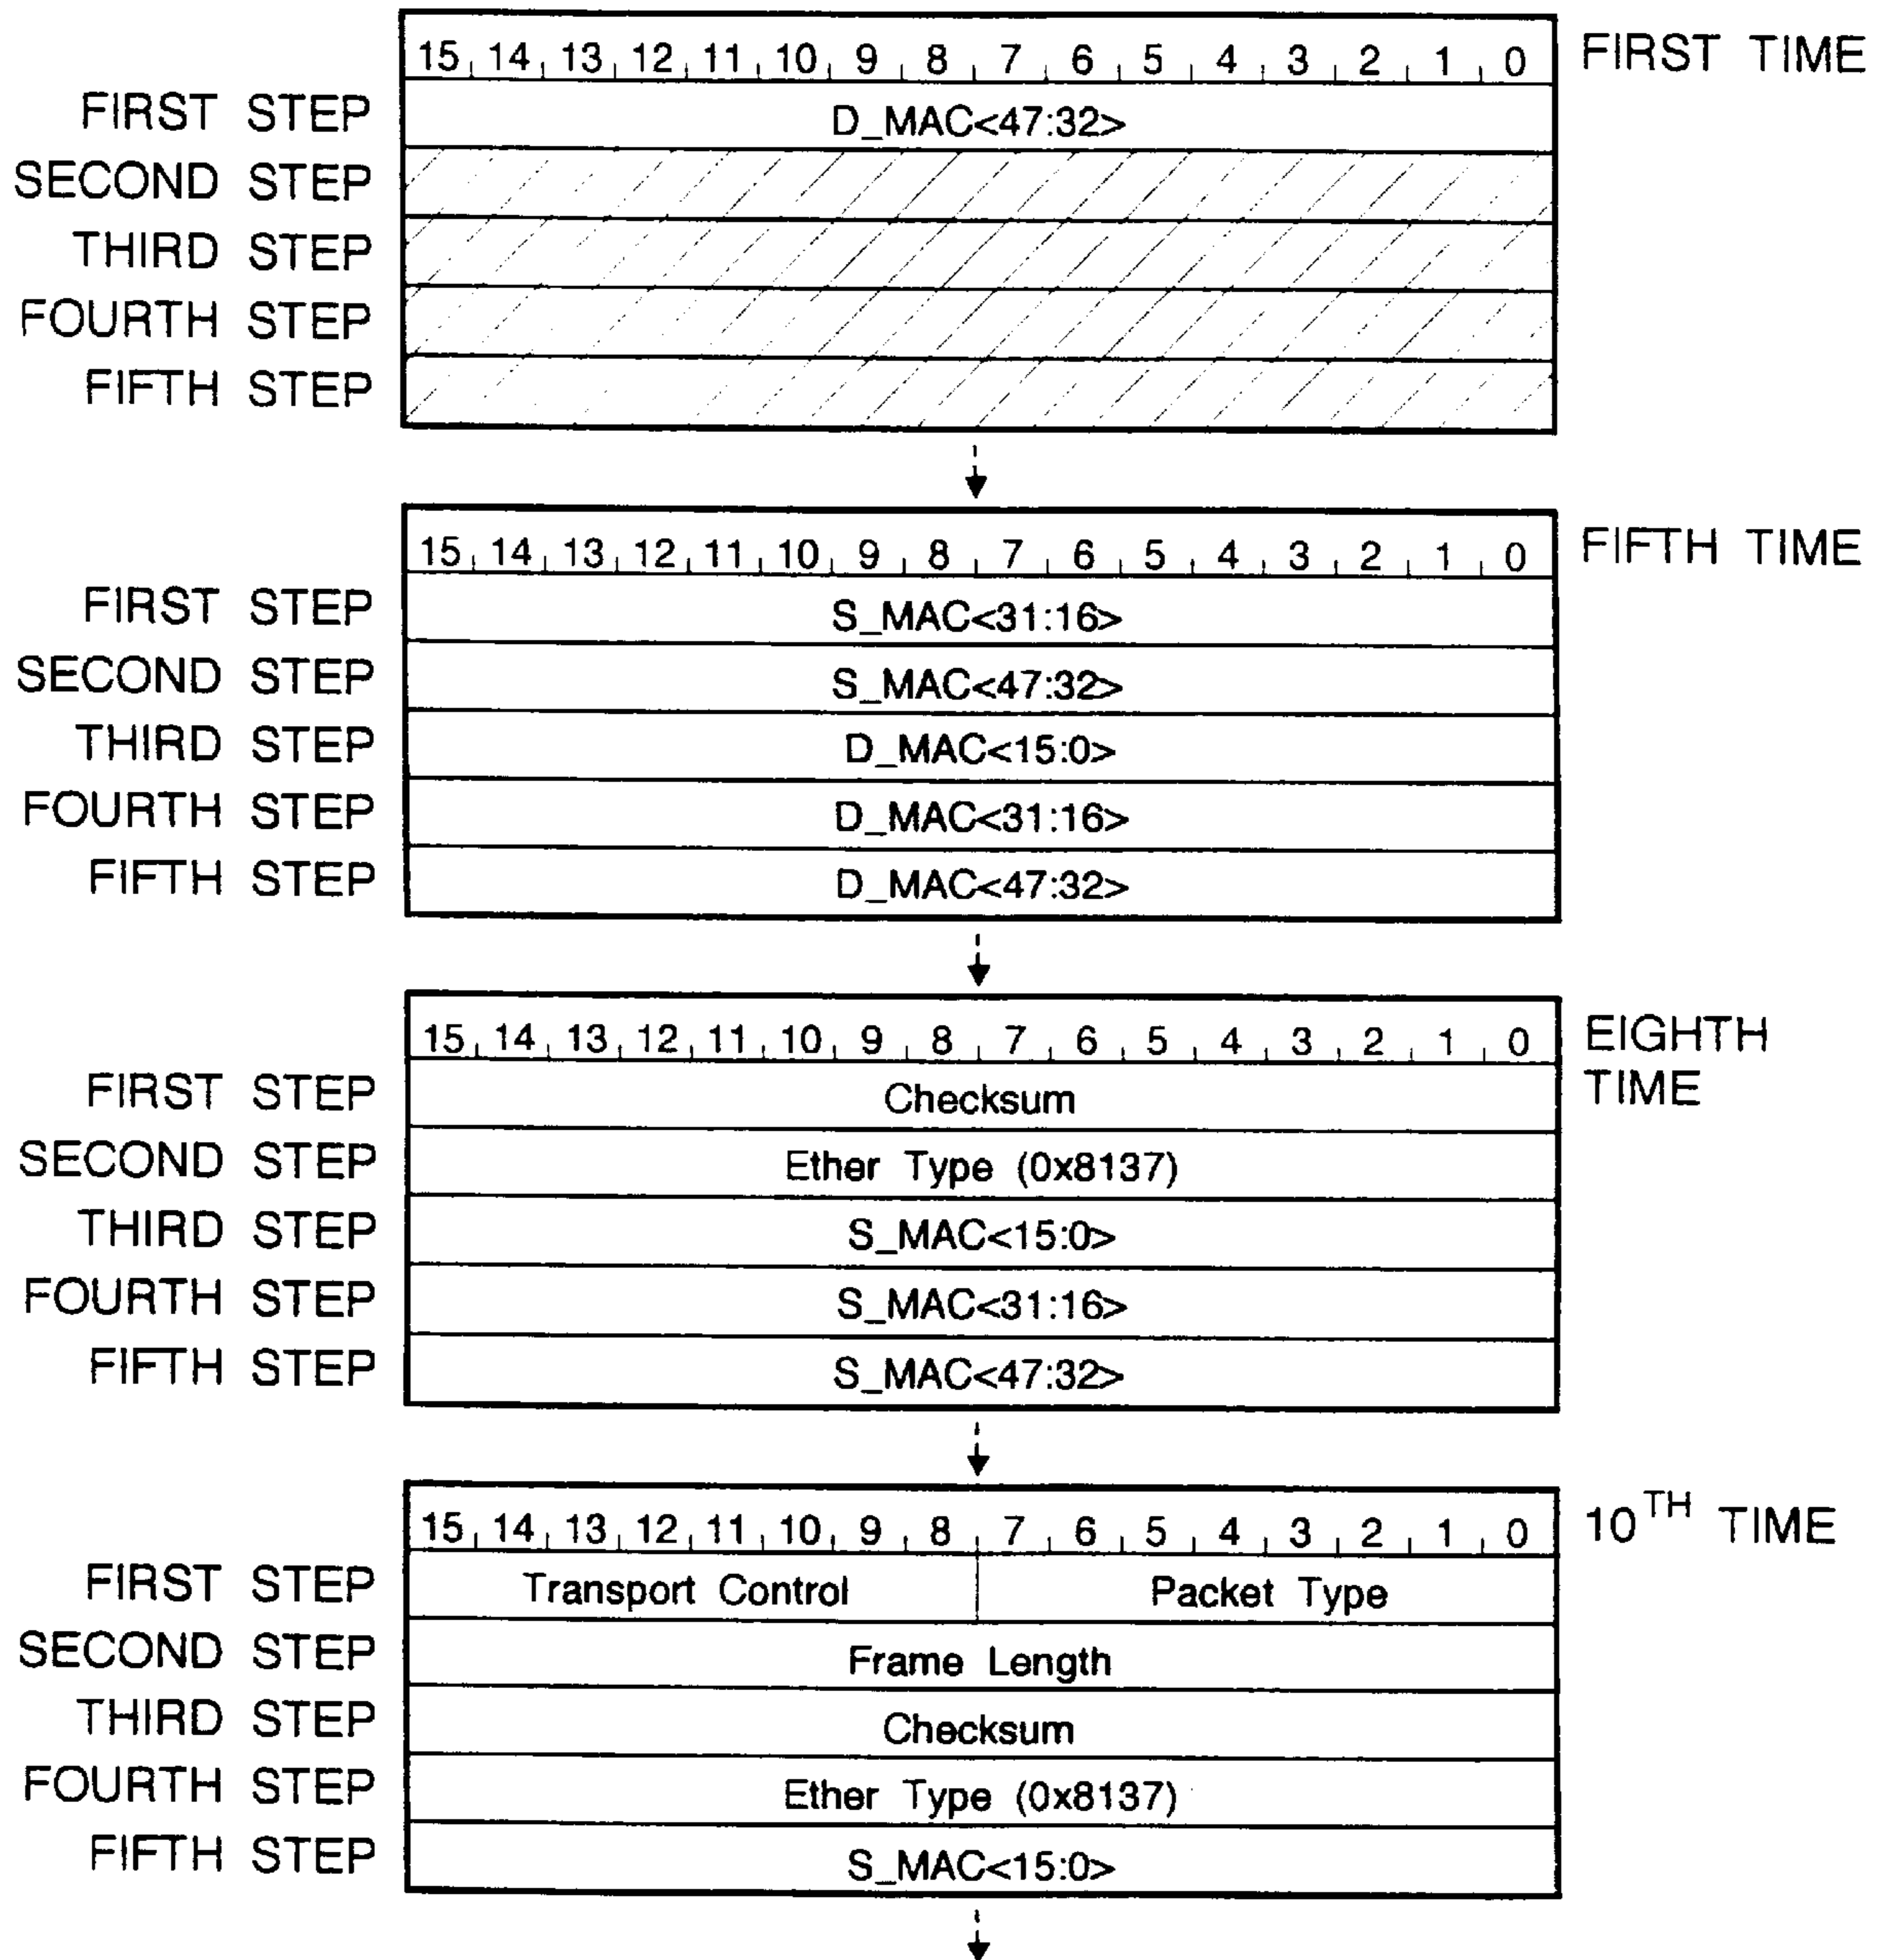 15 14 13 12 11 10 9 8 7 6 5 4 3 2 1 0 FIRST TIME
FIRST STEP D_MAC<47:32>
SECOND STEP
THIRD STEP
FOURTH STEP
FIFTH STEP
15 14 13 12 11 10 9 8 7 6 5 4 3 2 1 0 FIFTH TIME
FIRST STEP S_MAC<31:16>
SECOND STEP S_MAC<47:32>
THIRD STEP D_MAC<15:0>
FOURTH STEP D_MAC<31:16>
FIFTH STEP D_MAC<47:32>
15 14 13 12 11 10 9 8 7 6 5 4 3 2 1 0 EIGHTH TIME
FIRST STEP Checksum
SECOND STEP Ether Type (0x8137)
THIRD STEP S_MAC<15:0>
FOURTH STEP S_MAC<31:16>
FIFTH STEP S_MAC<47:32>
15 14 13 12 11 10 9 8 7 6 5 4 3 2 1 0 10TH TIME
FIRST STEP Transport Control Packet Type
SECOND STEP Frame Length
THIRD STEP Checksum
FOURTH STEP Ether Type (0x8137)
FIFTH STEP S_MAC<15:0>